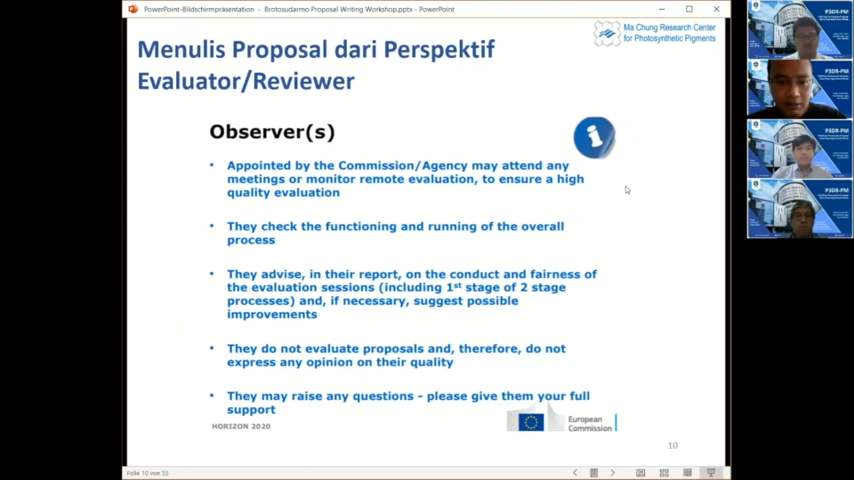 PowerPoint-Bildschirmpräsentation - Brotosudarmo Proposal Writing Workshop.pptx - PowerPoint
Ma Chung Research Center
for Photosynthetic Pigments
Menulis Proposal dari Perspektif
Evaluator/Reviewer
Observer(s)
• Appointed by the Commission/Agency may attend any
meetings or monitor remote evaluation, to ensure a high
quality evaluation
• They check the functioning and running of the overall
process
• They advise, in their report, on the conduct and fairness of
the evaluation sessions (including 1st stage of 2 stage
processes) and, if necessary, suggest possible
improvements
• They do not evaluate proposals and, therefore, do not
express any opinion on their quality
• They may raise any questions - please give them your full
support
HORIZON 2020
European
Commission
10
Folie 10 von 55
P3DR-PM
P3DR-PM
P3DR-PM
P3DR-PM